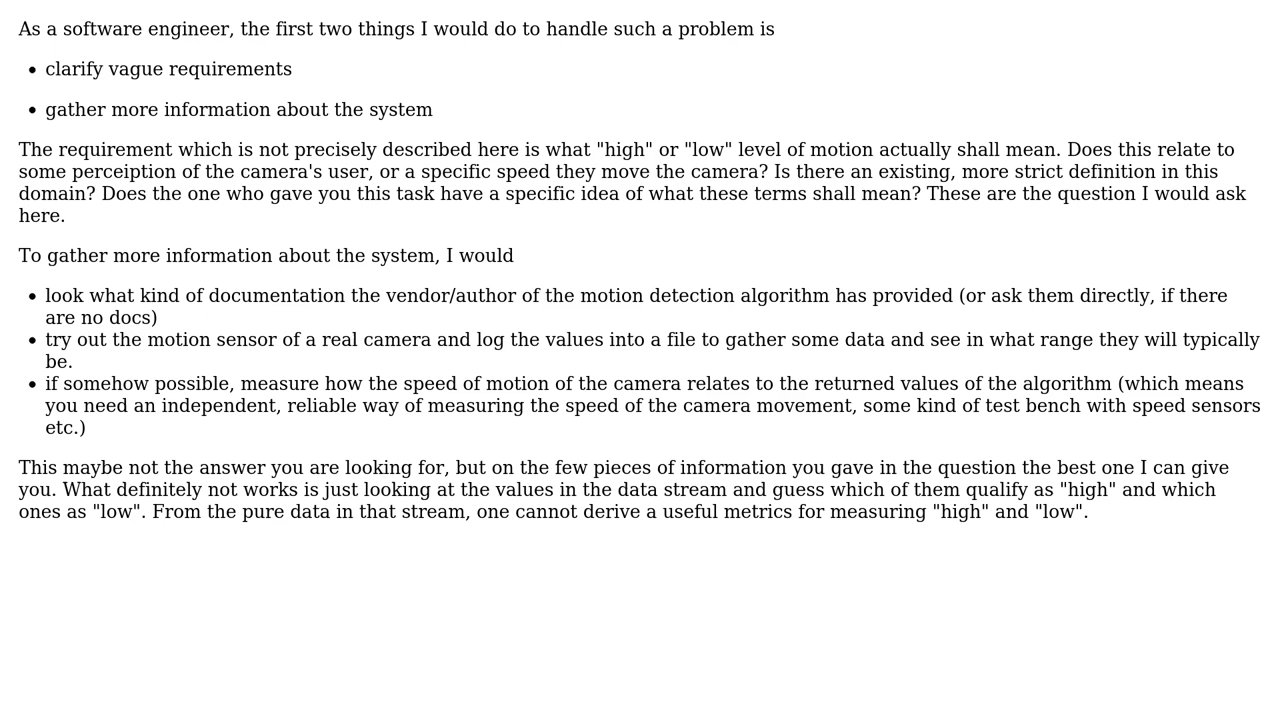 As a software engineer, the first two things I would do to handle such a problem is
• clarify vague requirements
• gather more information about the system
The requirement which is not precisely described here is what "high" or "low" level of motion actually shall mean. Does this relate to
some perceiption of the camera's user, or a specific speed they move the camera? Is there an existing, more strict definition in this
domain? Does the one who gave you this task have a specific idea of what these terms shall mean? These are the question I would ask
here.
To gather more information about the system, I would
• look what kind of documentation the vendor/author of the motion detection algorithm has provided (or ask them directly, if there
are no docs)
• try out the motion sensor of a real camera and log the values into a file to gather some data and see in what range they will typically
be.
• if somehow possible, measure how the speed of motion of the camera relates to the returned values of the algorithm (which means
you need an independent, reliable way of measuring the speed of the camera movement, some kind of test bench with speed sensors
etc.)
This maybe not the answer you are looking for, but on the few pieces of information you gave in the question the best one I can give
you. What definitely not works is just looking at the values in the data stream and guess which of them qualify as "high" and which
ones as "low". From the pure data in that stream, one cannot derive a useful metrics for measuring "high" and "low".